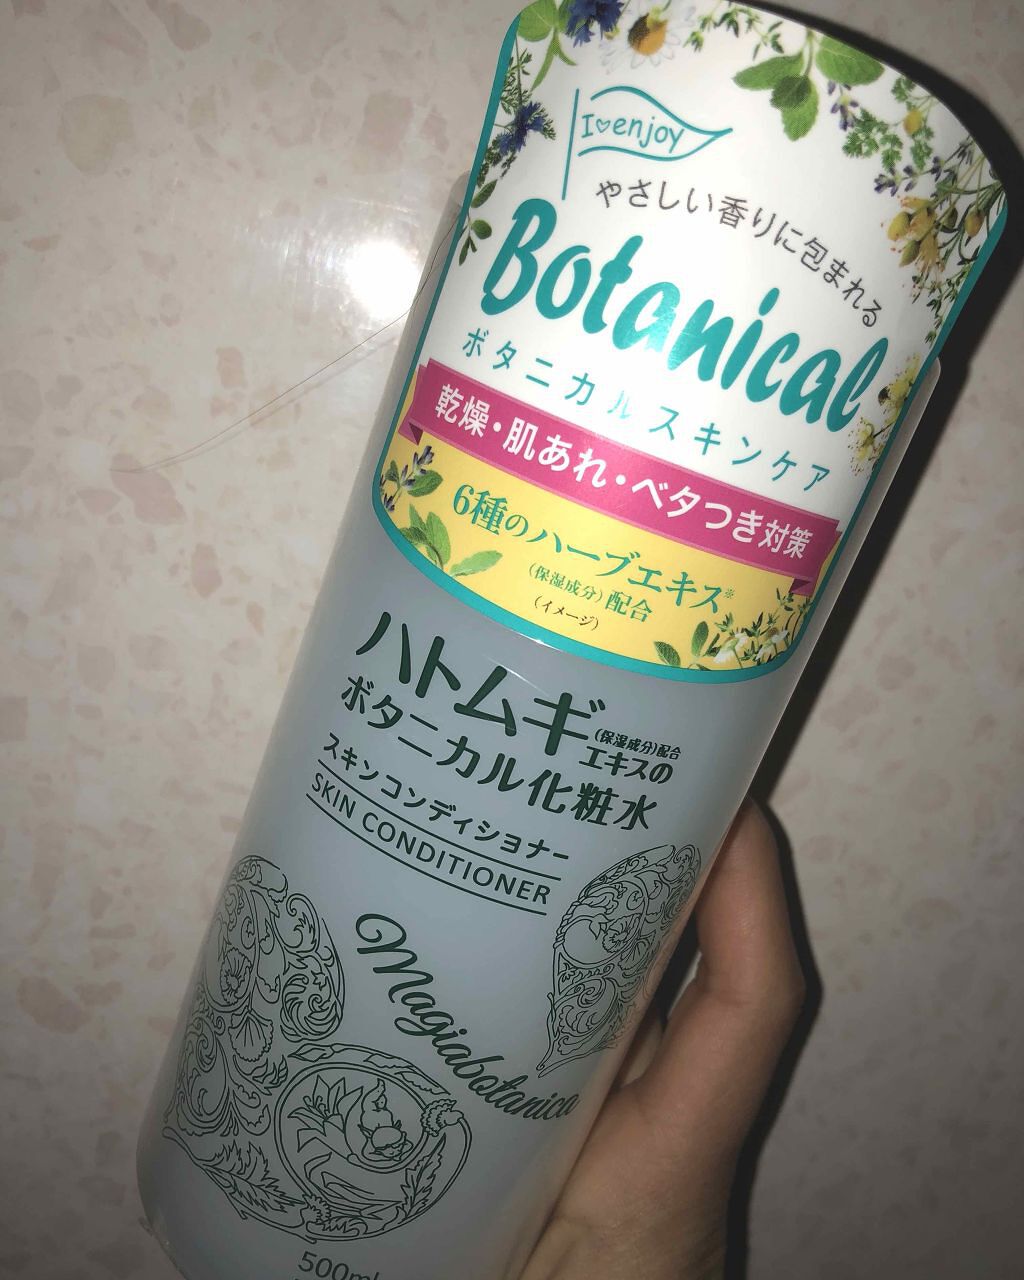 I♡enjoy
やさしい香りに包まれる
Botanical
ボタニカルスキンケア
乾燥・肌あれ・ベタつき対策
6種のハーブエキス※
(保湿成分)配合
(イメージ)
ハトムギ(保湿成分)配合エキスの
ボタニカル化粧水
スキンコンディショナー
SKIN CONDITIONER
Magiabotanica
500mL